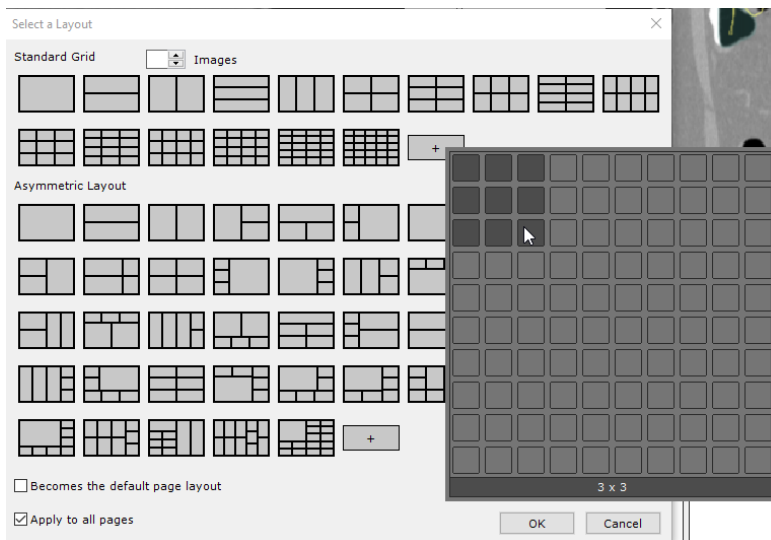 Select a Layout
Standard Grid
Images
+
Asymmetric Layout
+
3 x 3
Becomes the default page layout
Apply to all pages
OK
Cancel